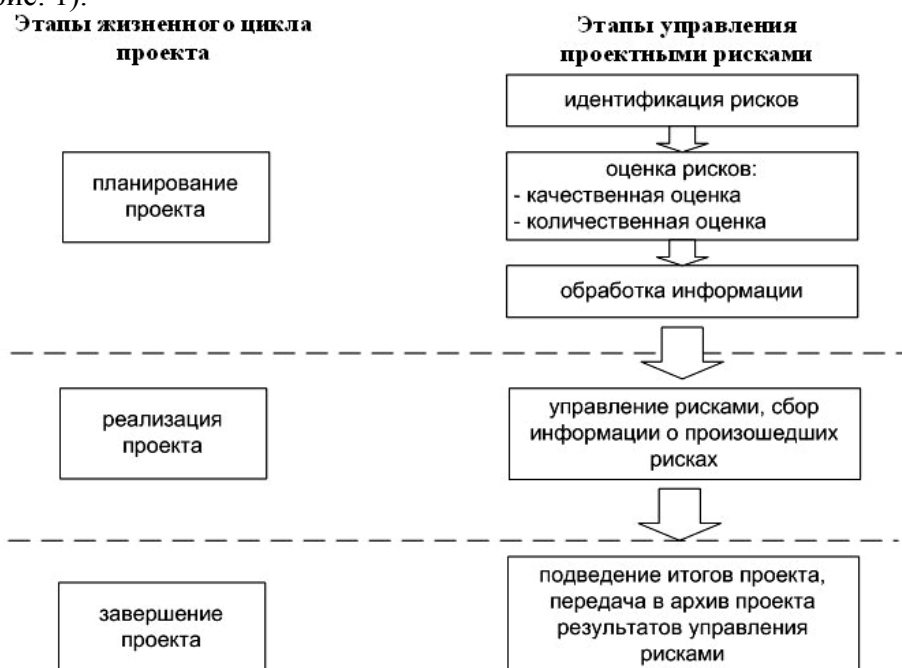 рис. 1).
Этапы жизненного цикла
проекта
Этапы управления
проектными рисками
идентификация рисков
планирование
проекта
оценка рисков:
- качественная оценка
- количественная оценка
обработка информации
реализация
проекта
управление рисками, сбор
информации о произошедших
рисках
завершение
проекта
подведение итогов проекта,
передача в архив проекта
результатов управления
рисками